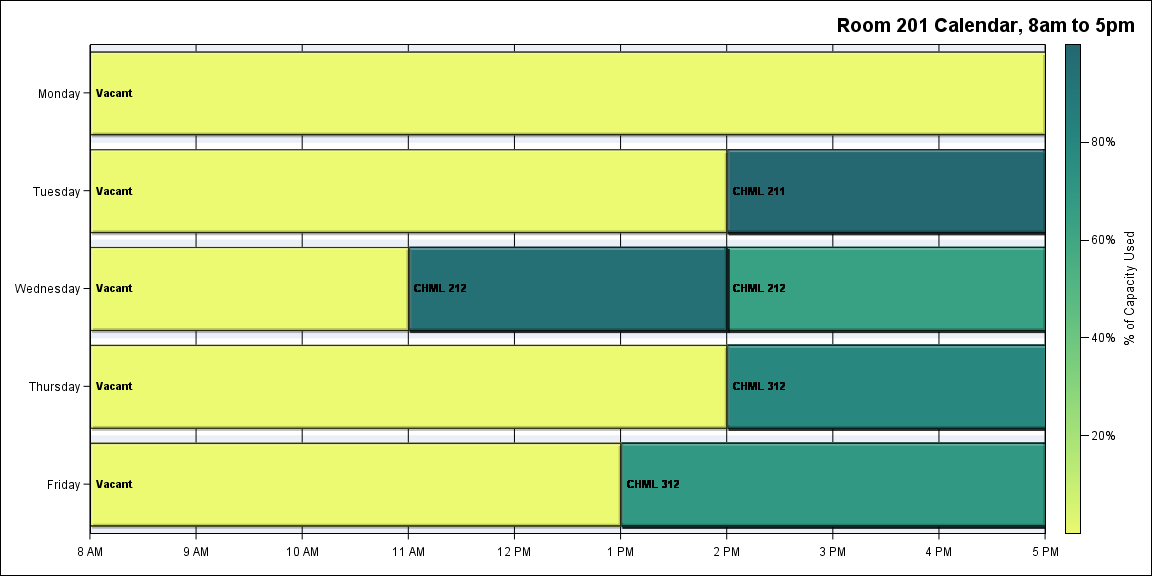 Room 201 Calendar, 8am to 5pm
Monday
Vacant
Tuesday
Vacant
CHML 211
Wednesday
Vacant
CHML 212
CHML 212
Thursday
Vacant
CHML 312
Friday
Vacant
CHML 312
8 AM
9 AM
10 AM
11 AM
12 PM
1 PM
2 PM
3 PM
4 PM
5 PM
80%
60%
40%
20%
% of Capacity Used